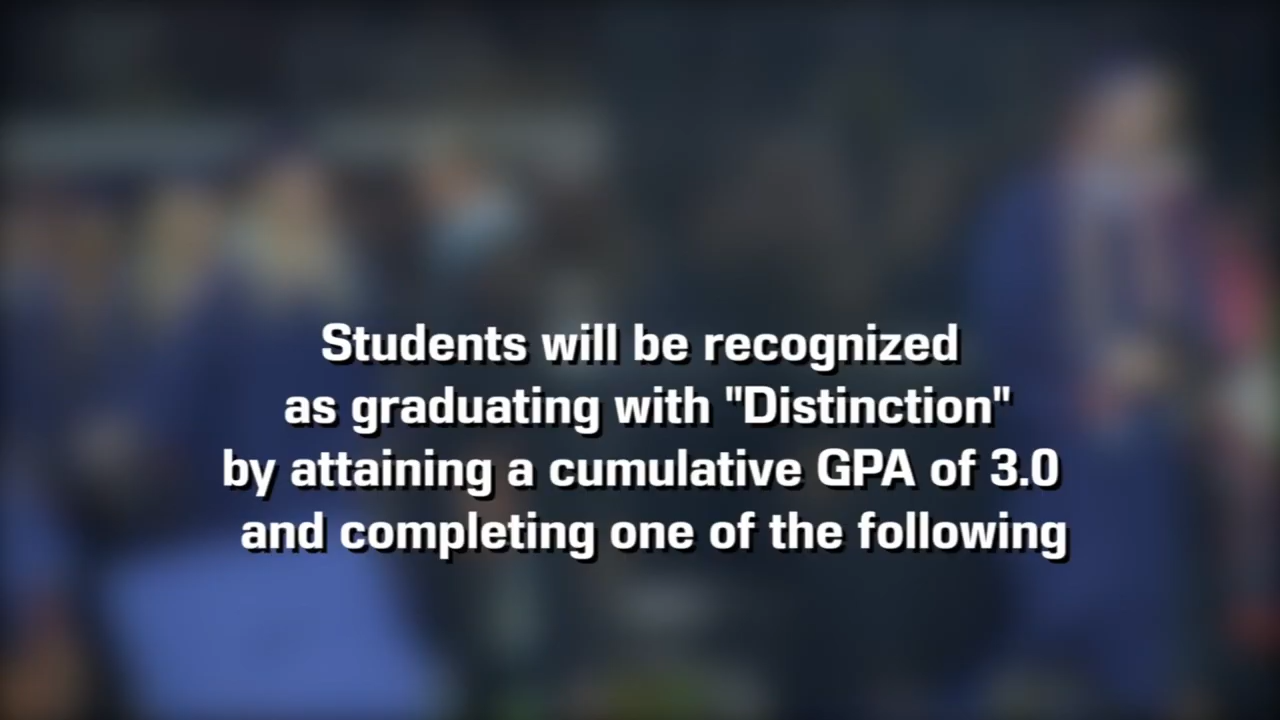 Students will be recognized
as graduating with "Distinction"
by attaining a cumulative GPA of 3.0
and completing one of the following